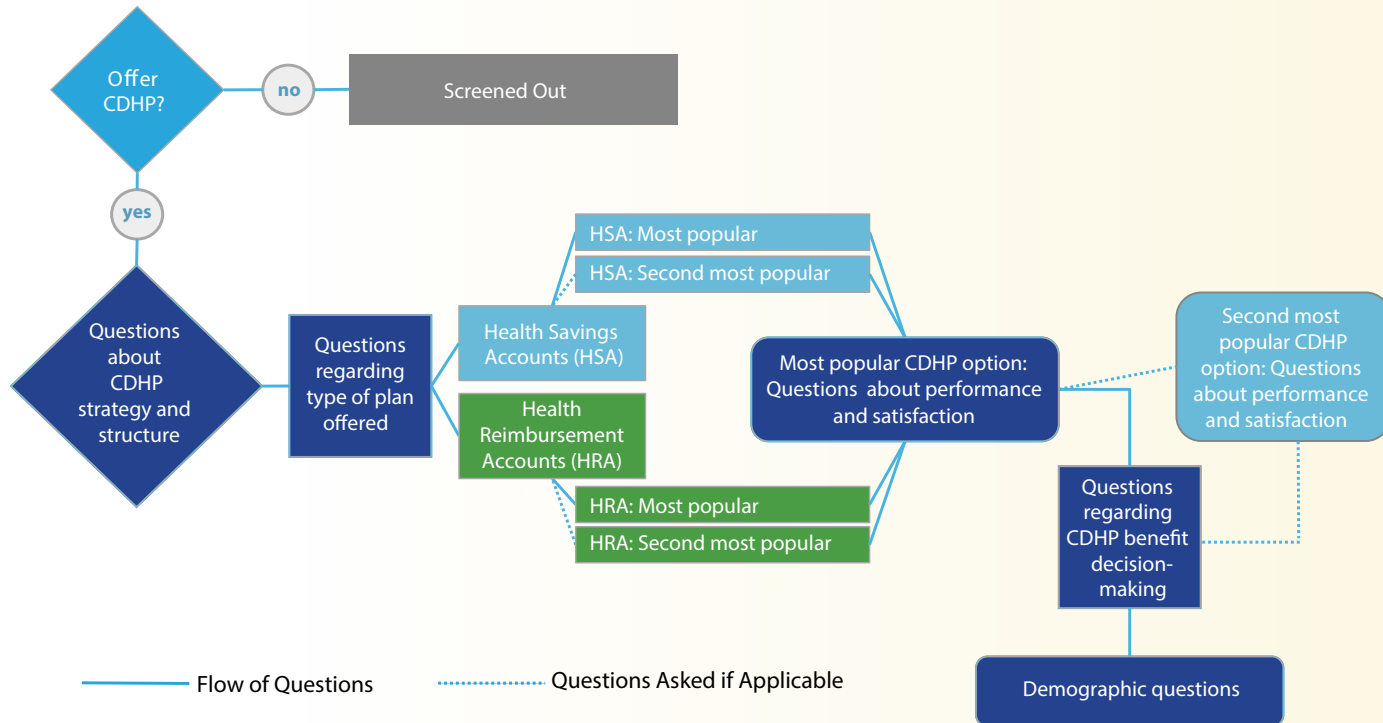 Offer
CDHP?
no
Screened Out
yes
Questions
about
CDHP
strategy and
structure
Questions
regarding
type of plan
offered
Health Savings
Accounts (HSA)
Health
Reimbursement
Accounts (HRA)
HSA: Most popular
HSA: Second most popular
HRA: Most popular
HRA: Second most popular
Most popular CDHP option:
Questions about performance
and satisfaction
Second most
popular CDHP
option: Questions
about performance
and satisfaction
Questions
regarding
CDHP benefit
decision-
making
Demographic questions
Flow of Questions
Questions Asked if Applicable